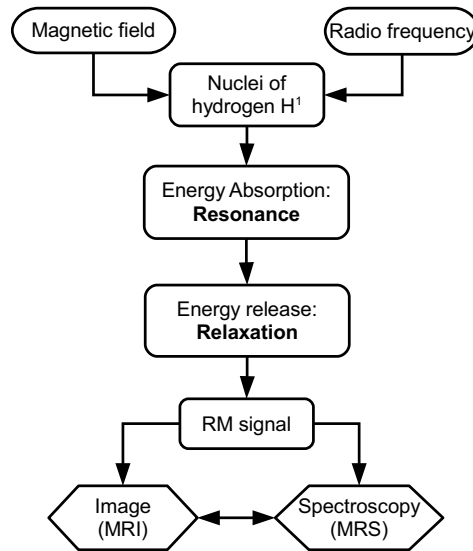 Magnetic field
Radio frequency
Nuclei of
hydrogen H¹
Energy Absorption:
Resonance
Energy release:
Relaxation
RM signal
Image
(MRI)
Spectroscopy
(MRS)